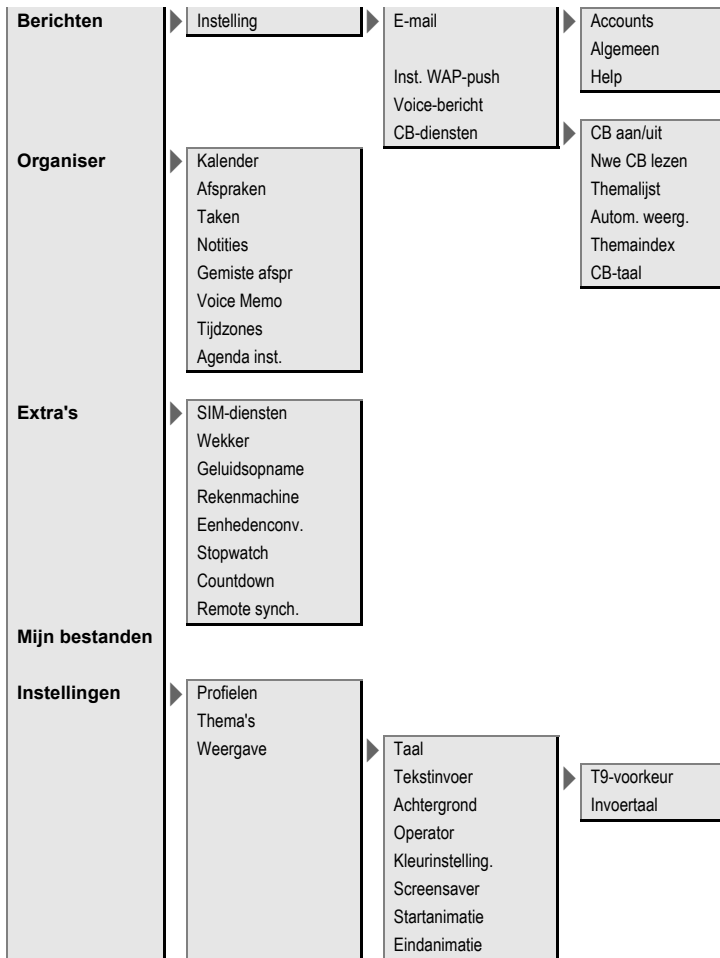 Berichten
Instelling
E-mail
Accounts
Algemeen
Help
Inst. WAP-push
Voice-bericht
CB-diensten
CB aan/uit
Nwe CB lezen
Themalijst
Autom. weerg.
Themaindex
CB-taal
Organiser
Kalender
Afspraken
Taken
Notities
Gemiste afspr
Voice Memo
Tijdzones
Agenda inst.
Extra's
SIM-diensten
Wekker
Geluidsopname
Rekenmachine
Eenhedenconv.
Stopwatch
Countdown
Remote synch.
Mijn bestanden
Instellingen
Profielen
Thema's
Weergave
Taal
Tekstinvoer
T9-voorkeur
Invoertaal
Achtergrond
Operator
Kleurinstelling.
Screensaver
Startanimatie
Eindanimatie